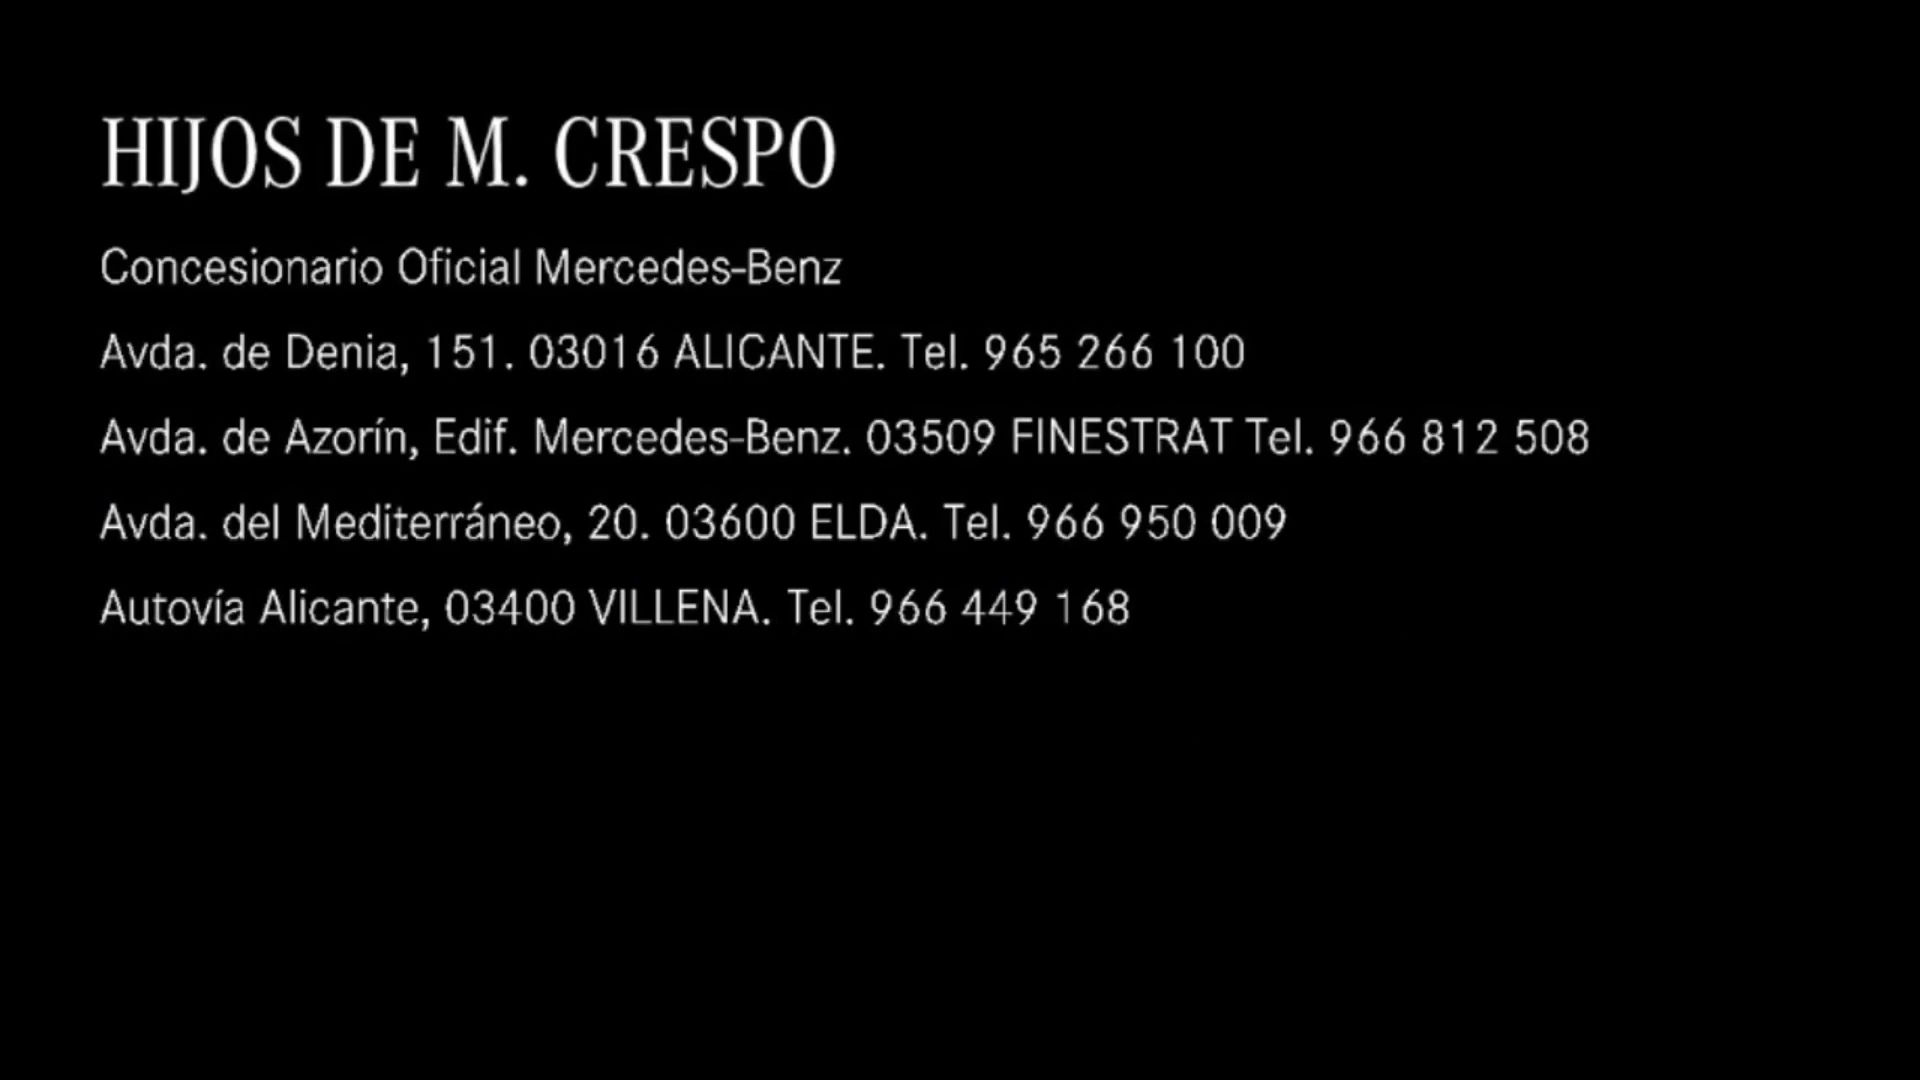 HIJOS DE M. CRESPO
Concesionario Oficial Mercedes-Benz
Avda. de Denia, 151. 03016 ALICANTE. Tel. 965 266 100
Avda. de Azorín, Edif. Mercedes-Benz. 03509 FINESTRAT Tel. 966 812 508
Avda. del Mediterráneo, 20. 03600 ELDA. Tel. 966 950 009
Autovía Alicante, 03400 VILLENA. Tel. 966 449 168